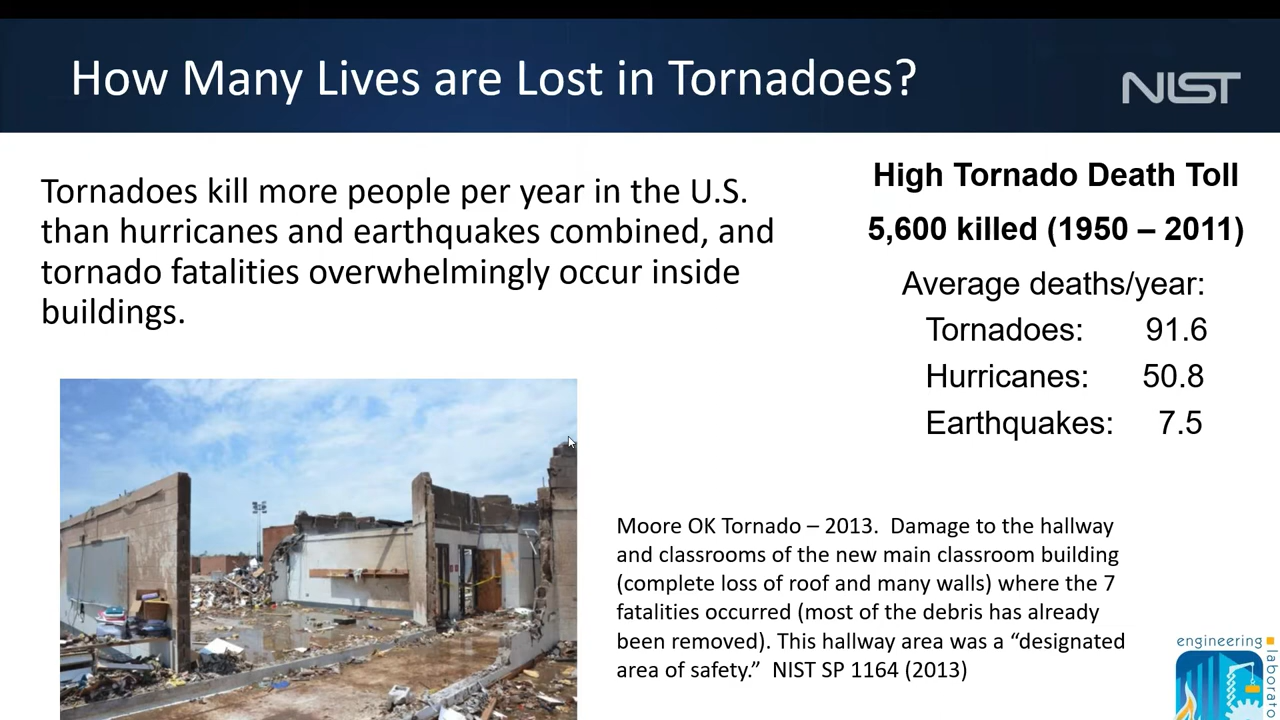 How Many Lives are Lost in Tornadoes?
NIST
Tornadoes kill more people per year in the U.S.
than hurricanes and earthquakes combined, and
tornado fatalities overwhelmingly occur inside
buildings.
High Tornado Death Toll
5,600 killed (1950 – 2011)
Average deaths/year:
Tornadoes: 91.6
Hurricanes: 50.8
Earthquakes: 7.5
Moore OK Tornado – 2013. Damage to the hallway
and classrooms of the new main classroom building
(complete loss of roof and many walls) where the 7
fatalities occurred (most of the debris has already
been removed). This hallway area was a “designated
area of safety.” NIST SP 1164 (2013)
engineering